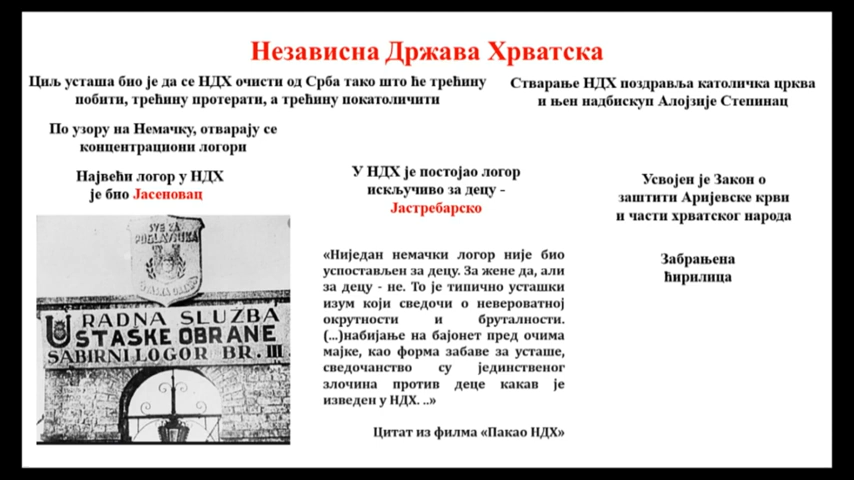 Независна Држава Хрватска
Циљ усташа био је да се НДХ очисти од Срба тако што ће трећину
побити, трећину протерати, а трећину покатоличити
Стварање НДХ поздравља католичка црква
и њен надбискуп Алојзије Степинац
По узору на Немачку, отварају се
концентрациони логори
Највећи логор у НДХ
је био Јасеновац
У НДХ је постојао логор
искључиво за децу -
Јастребарско
Усвојен је Закон о
заштити Аријевске крви
и части хрватског народа
Забрањена
ћирилица
SVE ZA
POGLAVNIKA
RADNA SLUŽBA
USTAŠKE OBRANE
SABIRNI LOGOR BR. III
«Ниједан немачки логор није био
успостављен за децу. За жене да, али
за децу - не. То је типично усташки
изум који сведочи о невероватној
окрутности и бруталности.
(...)набијање на бајонет пред очима
мајке, као форма забаве за усташе,
сведочанство су јединственог
злочина против деце какав је
изведен у НДХ. ..»
Цитат из филма «Пакао НДХ»